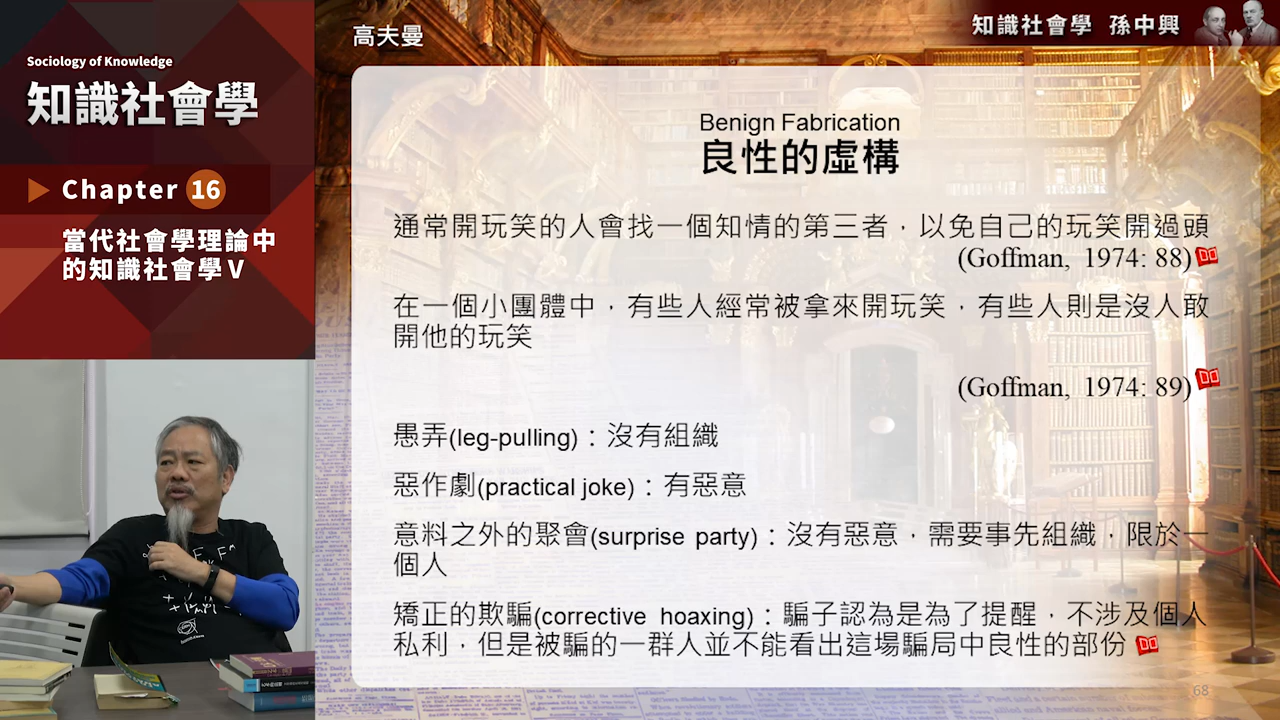 Sociology of Knowledge
知識社會學
Chapter 16
當代社會學理論中
的知識社會學 V
高夫曼
知識社會學 孫中興
Benign Fabrication
良性的虛構
通常開玩笑的人會找一個知情的第三者，以免自己的玩笑開過頭
(Goffman, 1974: 88)
在一個小團體中，有些人經常被拿來開玩笑，有些人則是沒人敢
開他的玩笑
(Goffman, 1974: 89)
愚弄(leg-pulling)：沒有組織
惡作劇(practical joke)：有惡意
意料之外的聚會(surprise party)：沒有惡意，需要事先組織，限於一
個人
矯正的欺騙(corrective hoaxing)：騙子認為是為了提醒，不涉及個人
私利，但是被騙的一群人並不能看出這場騙局中良性的部份
68